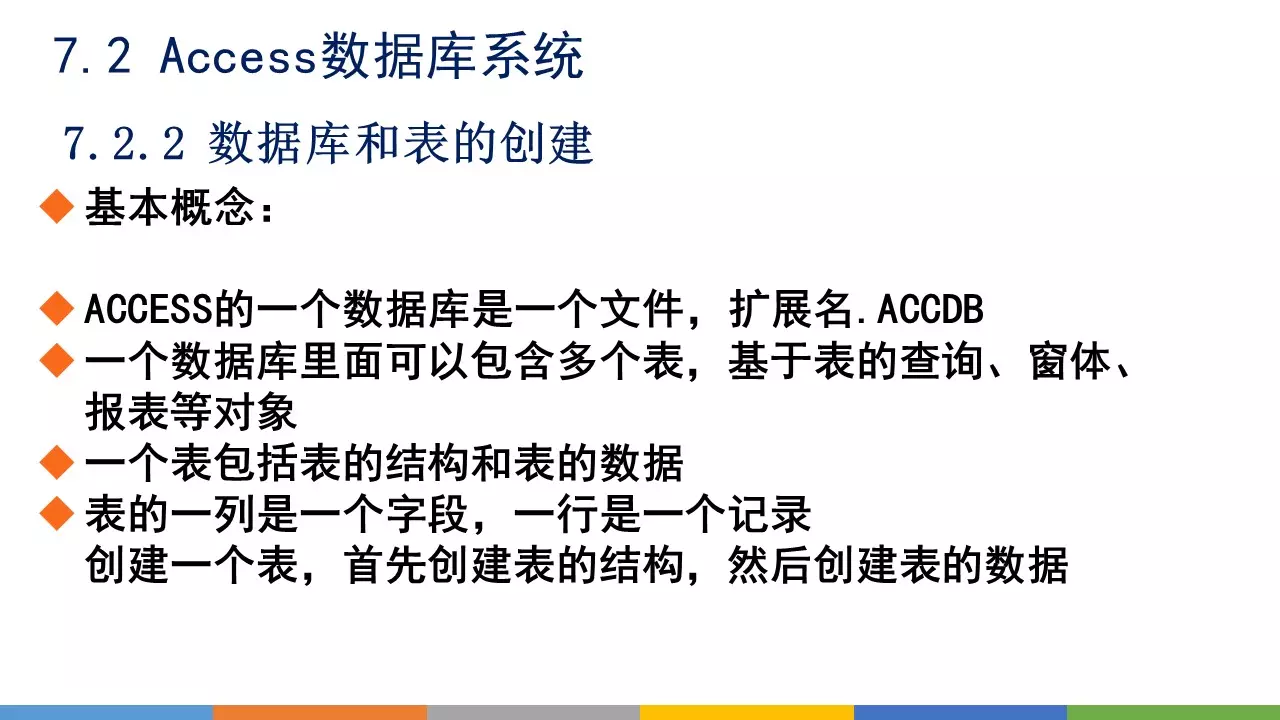 7.2 Access数据库系统
7.2.2 数据库和表的创建
基本概念：
ACCESS的一个数据库是一个文件，扩展名.ACCDB
一个数据库里面可以包含多个表，基于表的查询、窗体、
报表等对象
一个表包括表的结构和表的数据
表的一列是一个字段，一行是一个记录
创建一个表，首先创建表的结构，然后创建表的数据